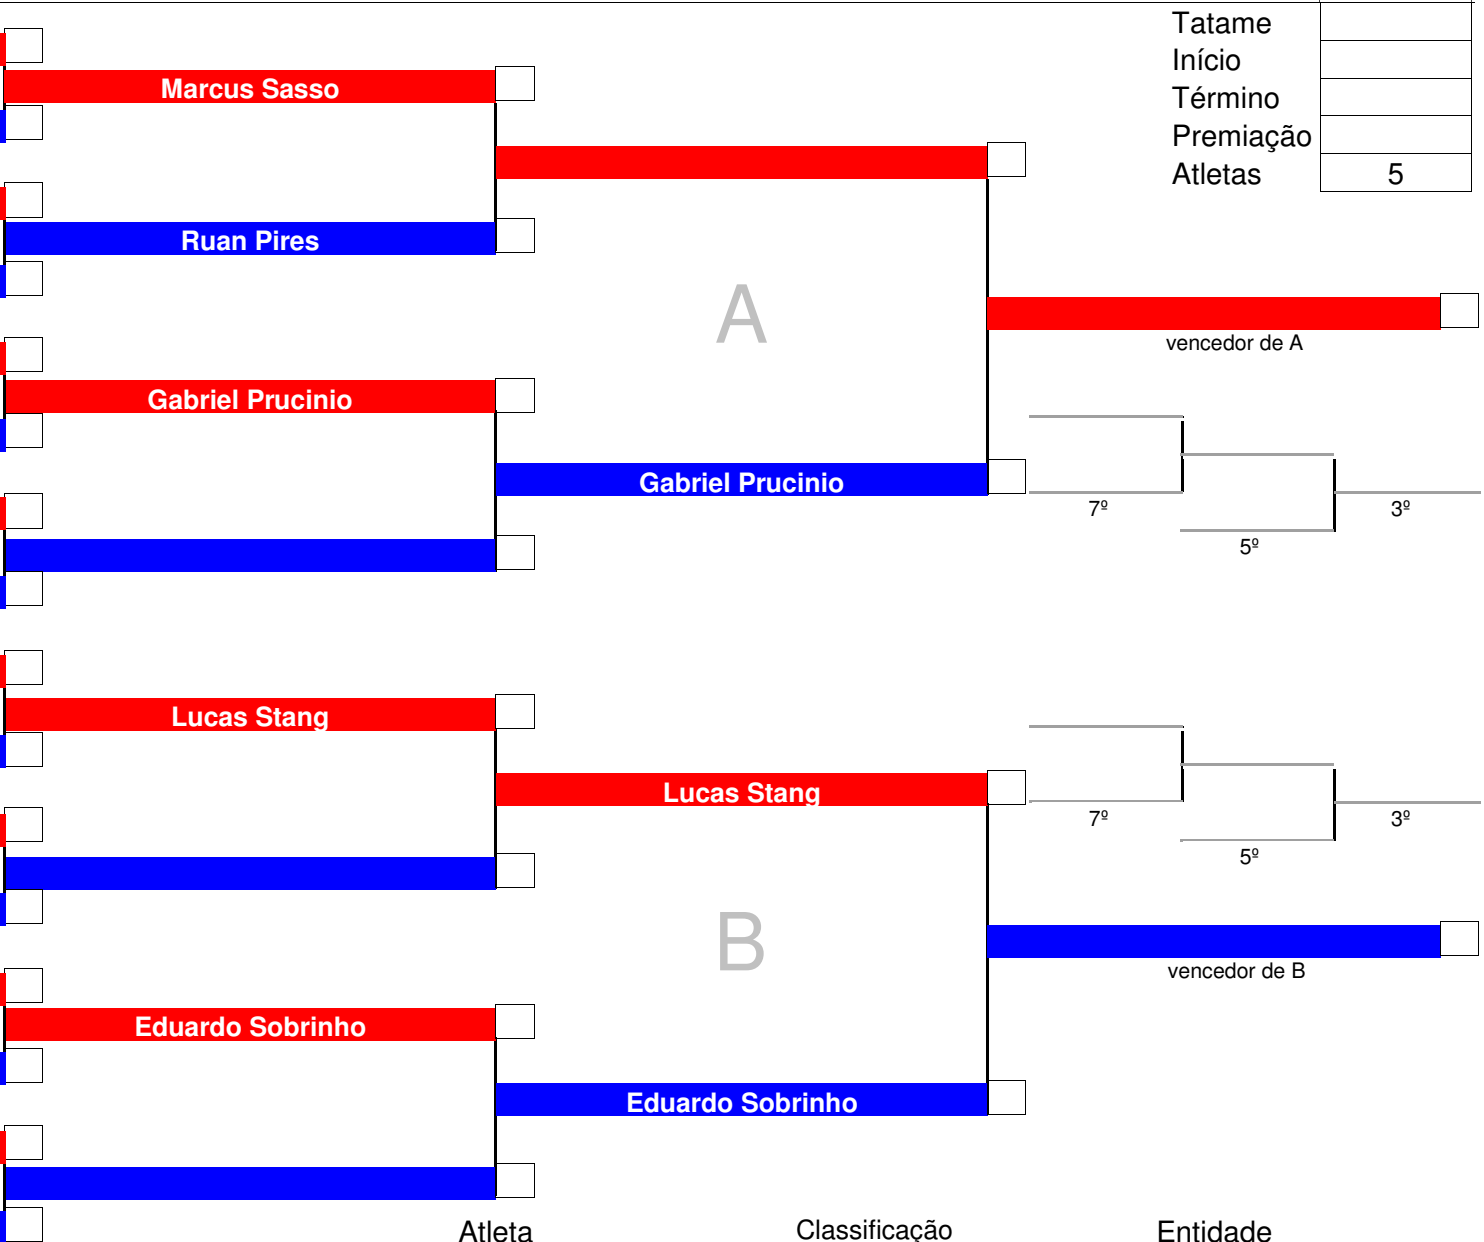 Tatame
Início
Término
Premiação
Atletas 5
Marcus Sasso
Ruan Pires
A
vencedor de A
Gabriel Prucinio
Gabriel Prucinio
7º
3º
5º
Lucas Stang
Lucas Stang
7º
3º
5º
B
vencedor de B
Eduardo Sobrinho
Eduardo Sobrinho
Atleta Classificação Entidade